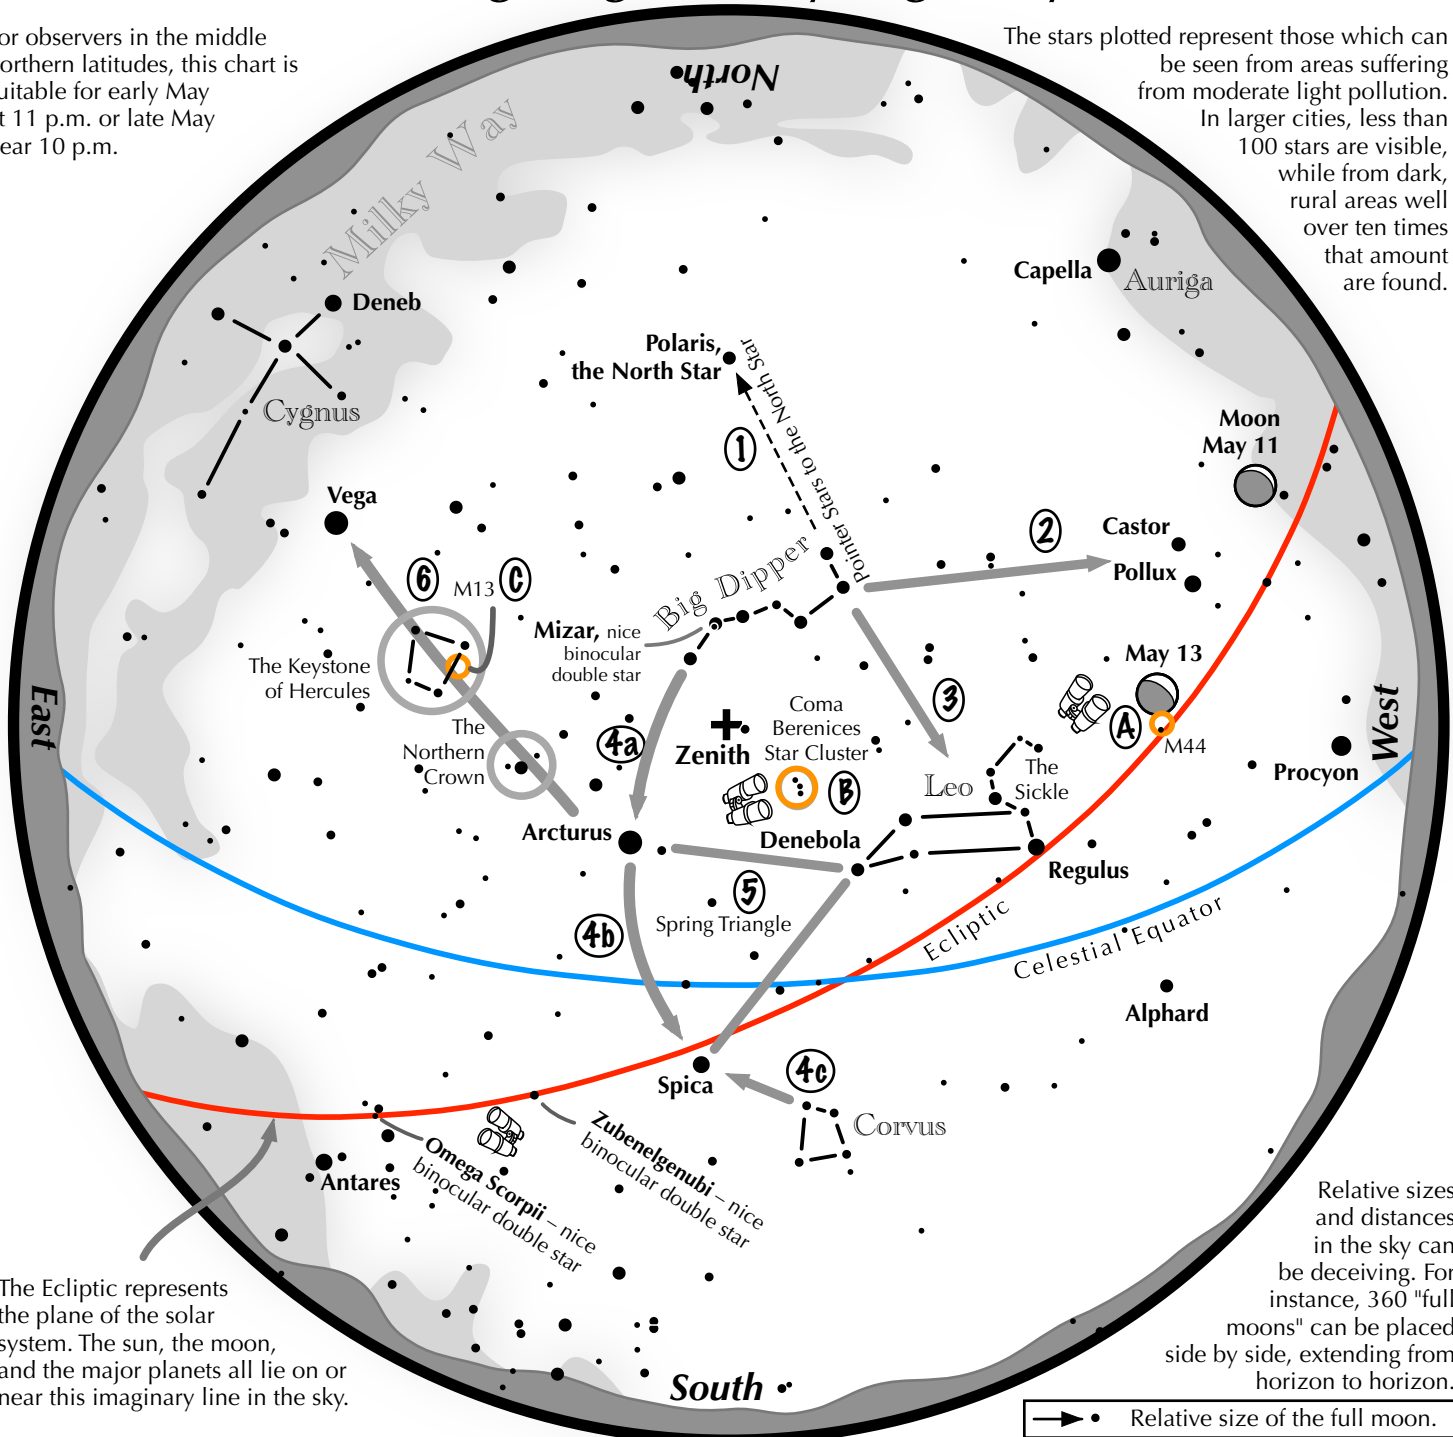 or observers in the middle
orthern latitudes, this chart is
uitable for early May
t 11 p.m. or late May
ear 10 p.m.
The stars plotted represent those which can
be seen from areas suffering
from moderate light pollution.
In larger cities, less than
100 stars are visible,
while from dark,
rural areas well
over ten times
that amount
are found.
North
Milky Way
Capella
Auriga
Deneb
Cygnus
Polaris,
the North Star
Pointer Stars to the North Star
1
Moon
May 11
Vega
2
Castor
Pollux
6
M13
C
Big Dipper
Mizar, nice
binocular
double star
The Keystone
of Hercules
May 13
East
West
3
A
M44
The
Northern
Crown
4a
Zenith
Coma
Berenices
Star Cluster
B
Leo
The
Sickle
Procyon
Arcturus
Denebola
Regulus
5
Spring Triangle
4b
Ecliptic
Celestial Equator
Alphard
Spica
4c
Corvus
Zubenelgenubi – nice
binocular double star
Omega Scorpii – nice
binocular double star
Antares
South
The Ecliptic represents
the plane of the solar
system. The sun, the moon,
and the major planets all lie on or
near this imaginary line in the sky.
Relative sizes
and distances
in the sky can
be deceiving. For
instance, 360 "full
moons" can be placed
side by side, extending from
horizon to horizon.
Relative size of the full moon.